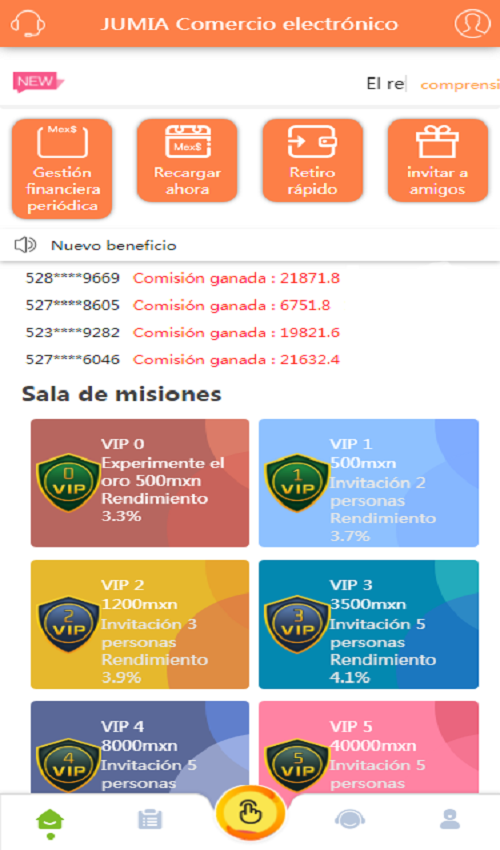 JUMIA Comercio electrónico
NEW
El re comprensi
Mex$
Gestión
financiera
periódica
Mex$
Recargar
ahora
Retiro
rápido
invitar a
amigos
Nuevo beneficio
528****9669 Comisión ganada : 21871.8
527****8605 Comisión ganada : 6751.8
523****9282 Comisión ganada : 19821.6
527****6046 Comisión ganada : 21632.4
Sala de misiones
0
VIP
VIP 0
Experimente el
oro 500mxn
Rendimiento
3.3%
1
VIP
VIP 1
500mxn
Invitación 2
personas
Rendimiento
3.7%
2
VIP
VIP 2
1200mxn
Invitación 3
personas
Rendimiento
3.9%
3
VIP
VIP 3
3500mxn
Invitación 5
personas
Rendimiento
4.1%
4
VIP
VIP 4
8000mxn
Invitación 5
personas
5
VIP
VIP 5
40000mxn
Invitación 5
personas